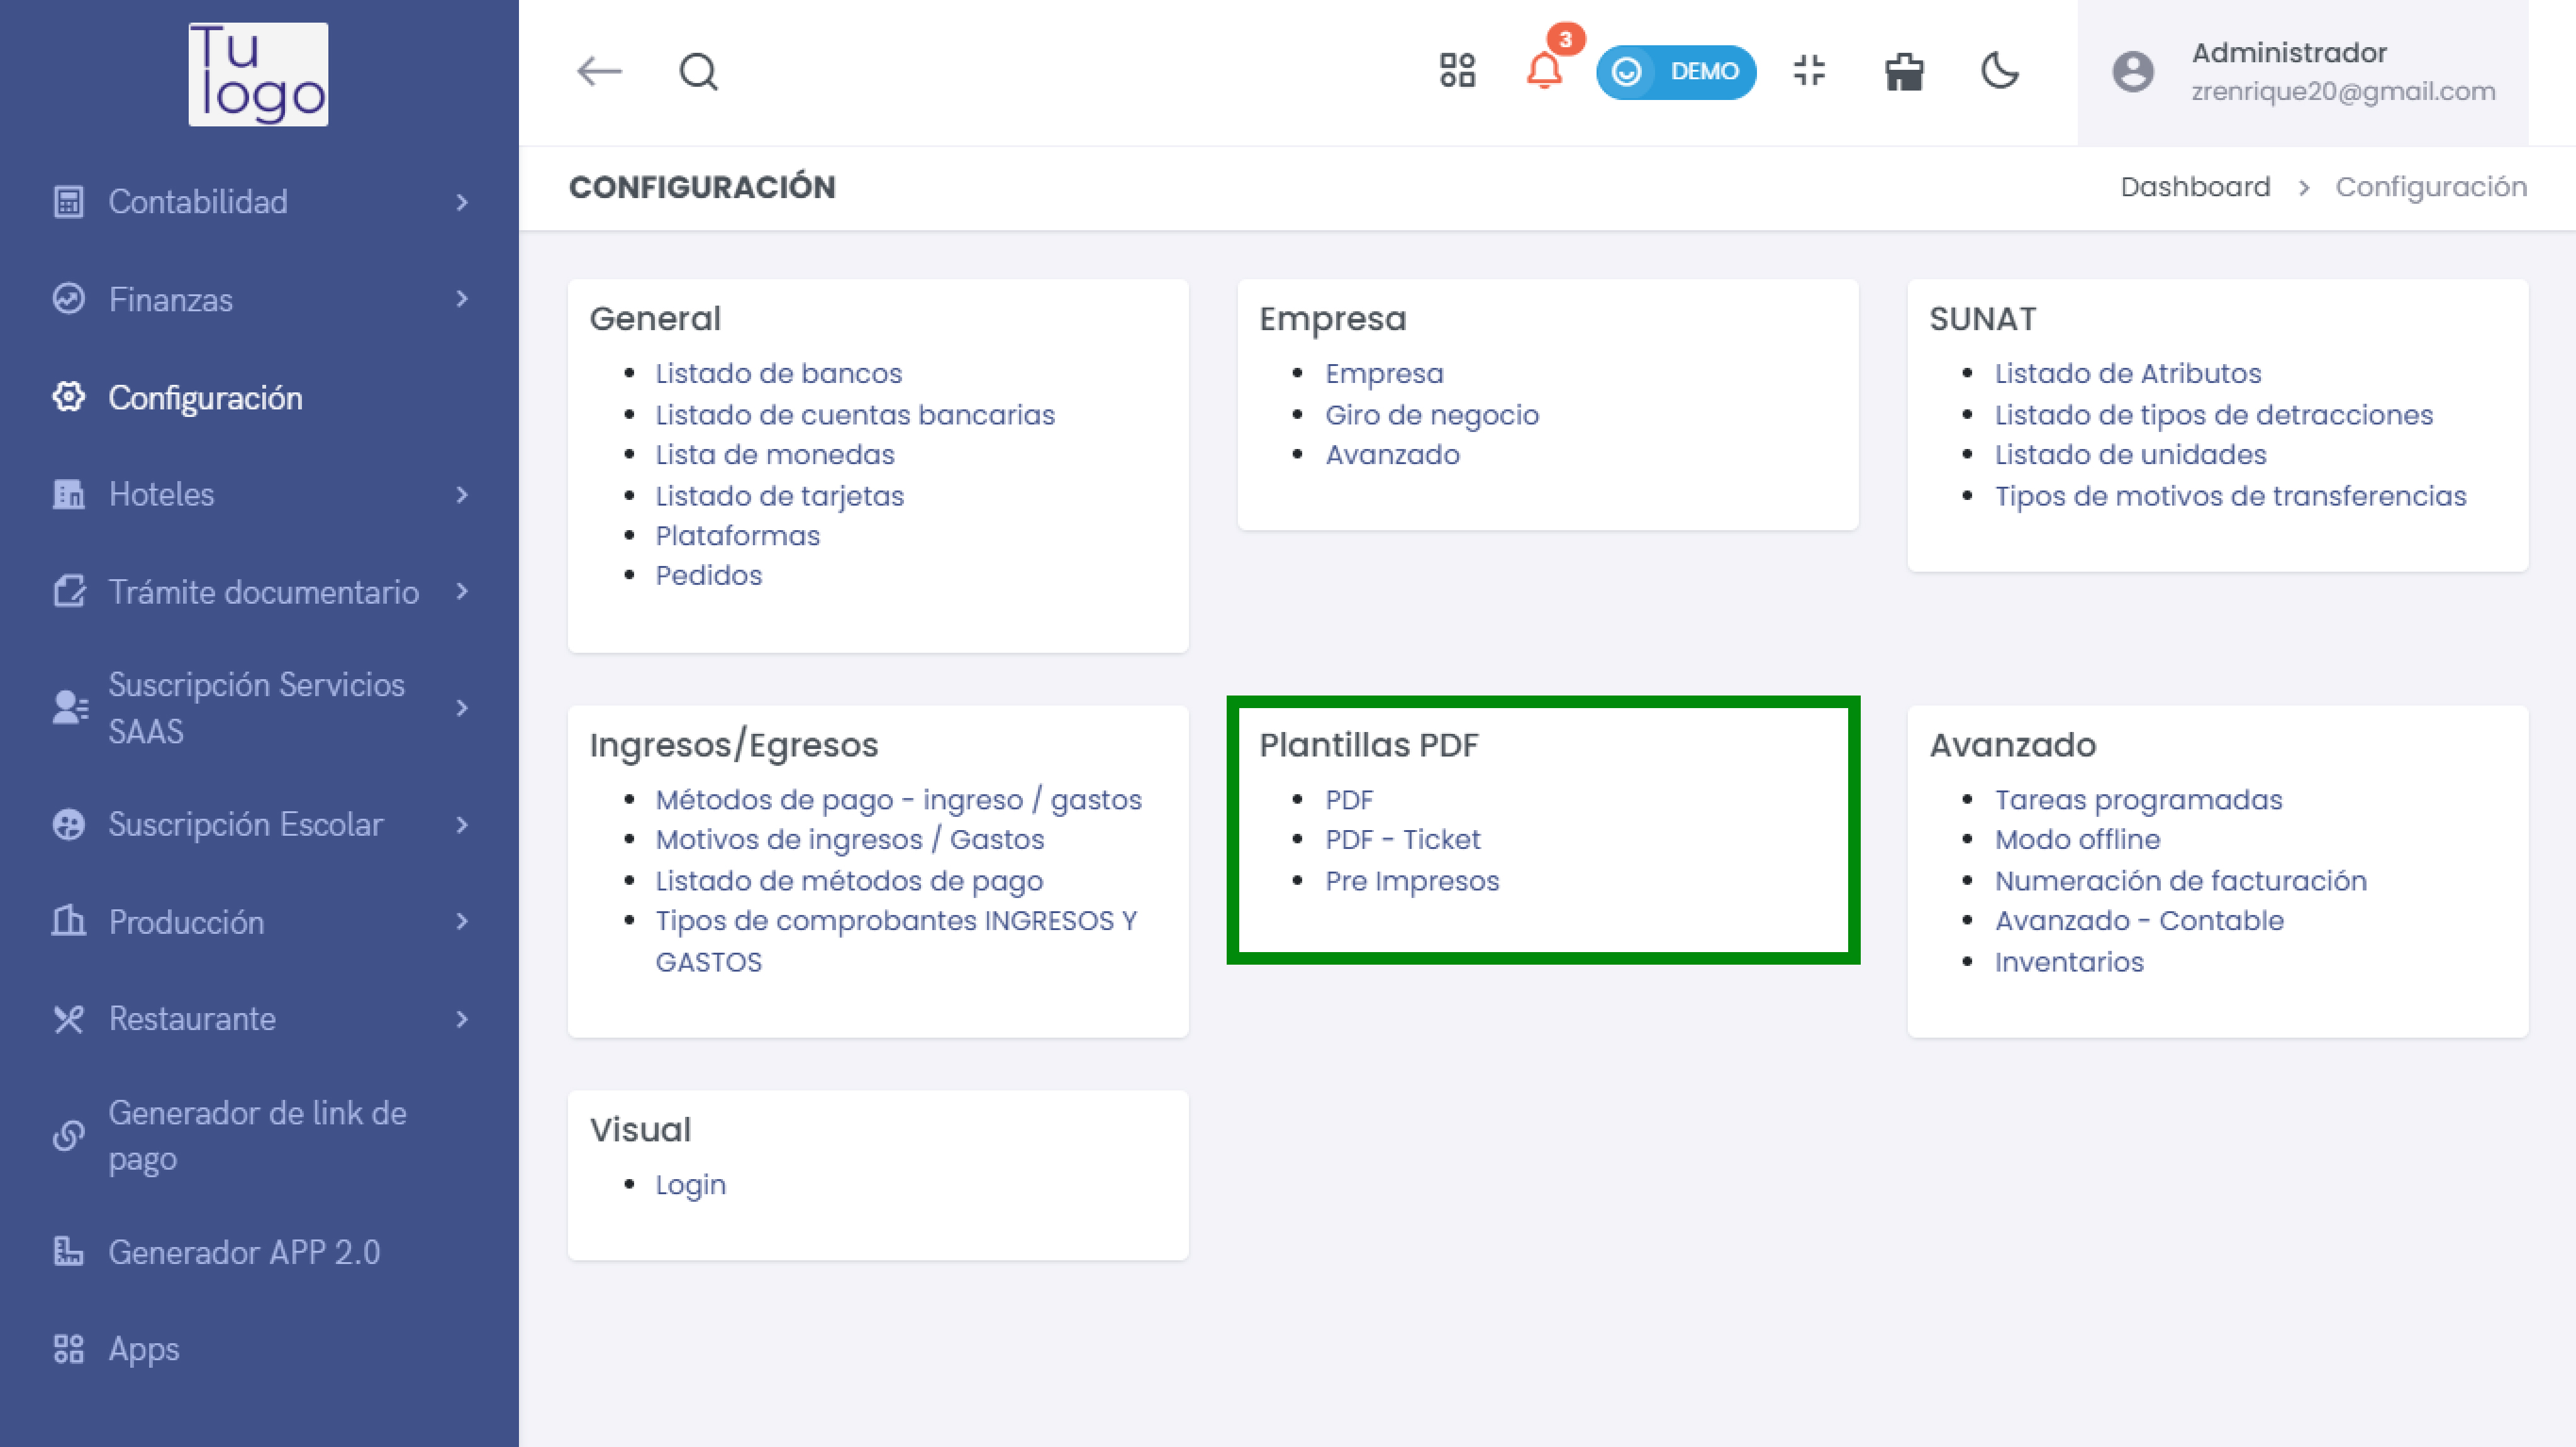 Tu
logo
Contabilidad
Finanzas
Configuración
Hoteles
Trámite documentario
Suscripción Servicios
SAAS
Suscripción Escolar
Producción
Restaurante
Generador de link de
pago
Generador APP 2.0
Apps
3
DEMO
Administrador
zrenrique20@gmail.com
CONFIGURACIÓN
Dashboard > Configuración
General
Listado de bancos
Listado de cuentas bancarias
Lista de monedas
Listado de tarjetas
Plataformas
Pedidos
Empresa
Empresa
Giro de negocio
Avanzado
SUNAT
Listado de Atributos
Listado de tipos de detracciones
Listado de unidades
Tipos de motivos de transferencias
Ingresos/Egresos
Métodos de pago - ingreso / gastos
Motivos de ingresos / Gastos
Listado de métodos de pago
Tipos de comprobantes INGRESOS Y
GASTOS
Plantillas PDF
PDF
PDF - Ticket
Pre Impresos
Avanzado
Tareas programadas
Modo offline
Numeración de facturación
Avanzado - Contable
Inventarios
Visual
Login